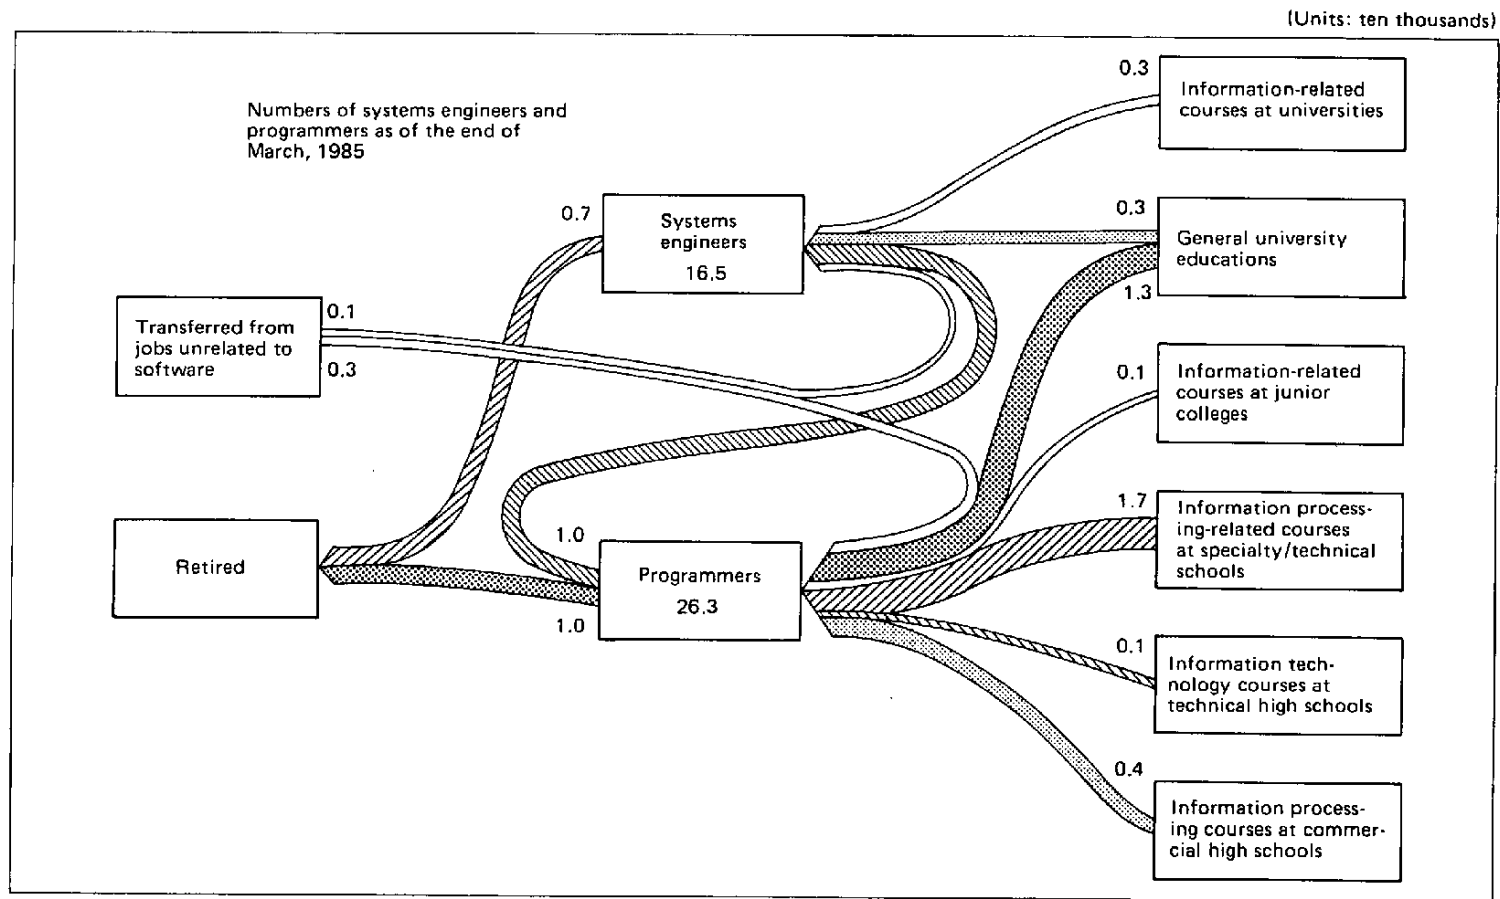 (Units: ten thousands)
Numbers of systems engineers and
programmers as of the end of
March, 1985
0.3
Information-related
courses at universities
0.7
Systems
engineers
16.5
0.3
General university
educations
1.3
Transferred from
jobs unrelated to
software
0.1
0.3
0.1
Information-related
courses at junior
colleges
Retired
1.0
Programmers
26.3
1.0
1.7
Information process-
ing-related courses
at specialty/technical
schools
0.1
Information tech-
nology courses at
technical high schools
0.4
Information process-
ing courses at commer-
cial high schools